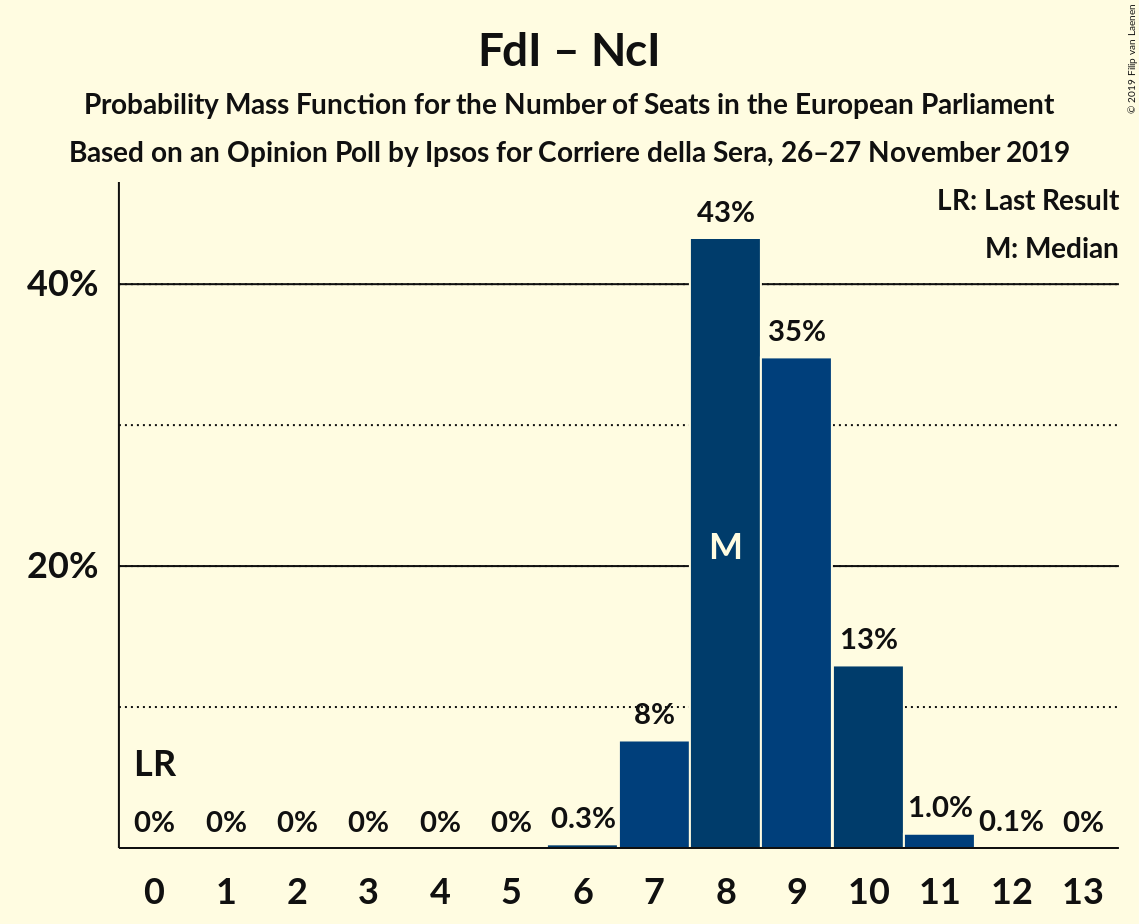 FdI – NcI
Probability Mass Function for the Number of Seats in the European Parliament
Based on an Opinion Poll by Ipsos for Corriere della Sera, 26–27 November 2019
© 2019 Filip van Laenen
LR: Last Result
M: Median
43%
40%
35%
M
20%
13%
8%
LR
0% 0% 0% 0% 0% 0% 0.3% 1.0% 0.1% 0%
0 1 2 3 4 5 6 7 8 9 10 11 12 13